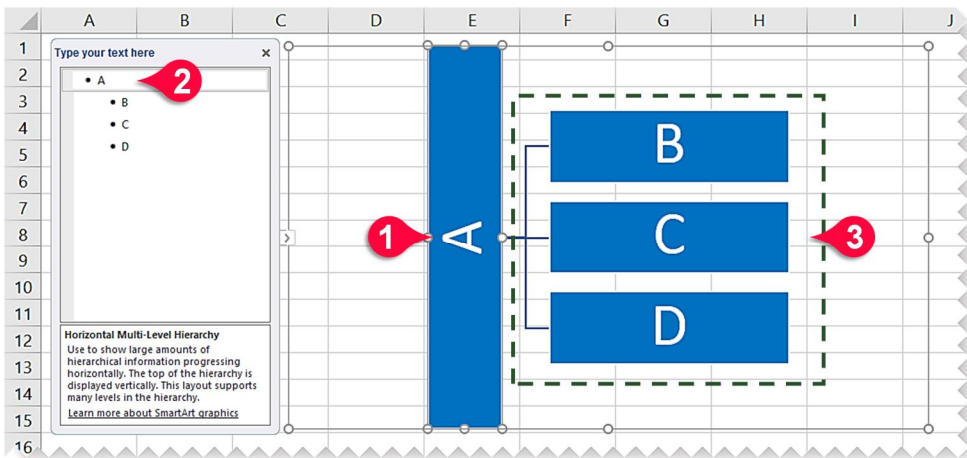 A B C D E F G H I J
1
2
3
4
5
6
7
8
9
10
11
12
13
14
15
16
Type your text here ×
• A
• B
• C
• D
Horizontal Multi-Level Hierarchy
Use to show large amounts of
hierarchical information progressing
horizontally. The top of the hierarchy is
displayed vertically. This layout supports
many levels in the hierarchy.
Learn more about SmartArt graphics
2
1
A
B
C
D
3